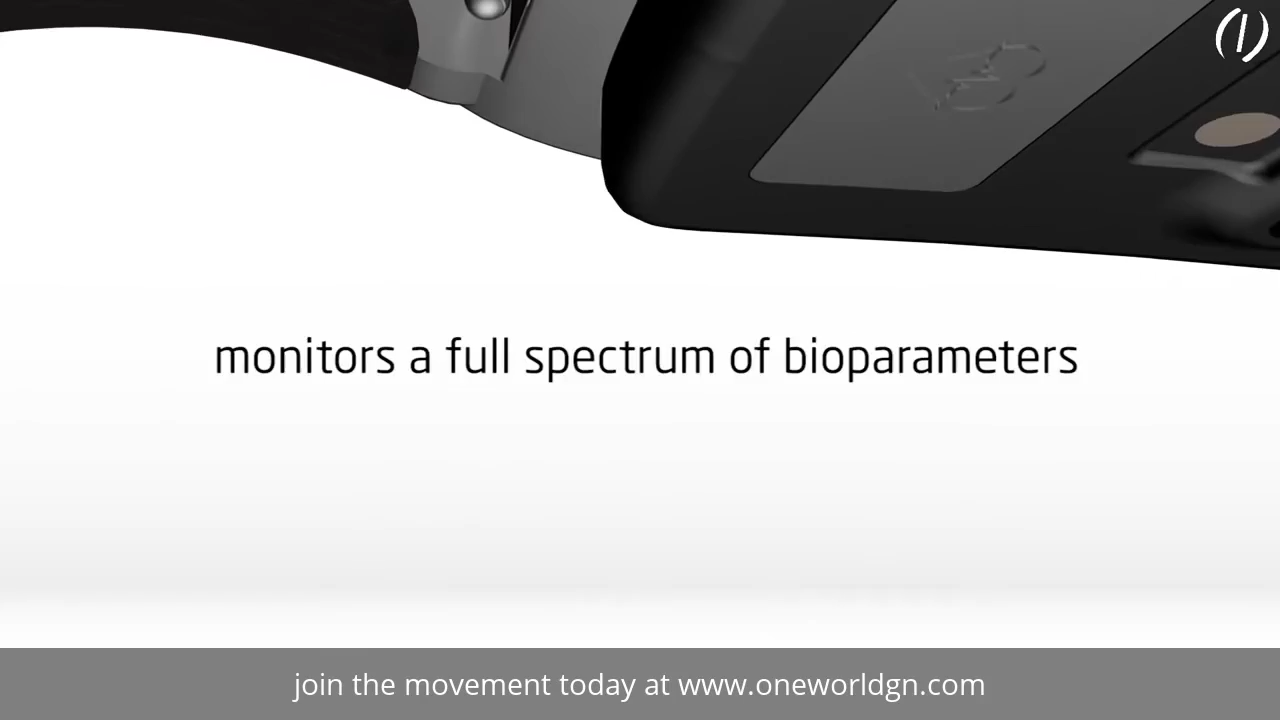 monitors a full spectrum of bioparameters
join the movement today at www.oneworldgn.com